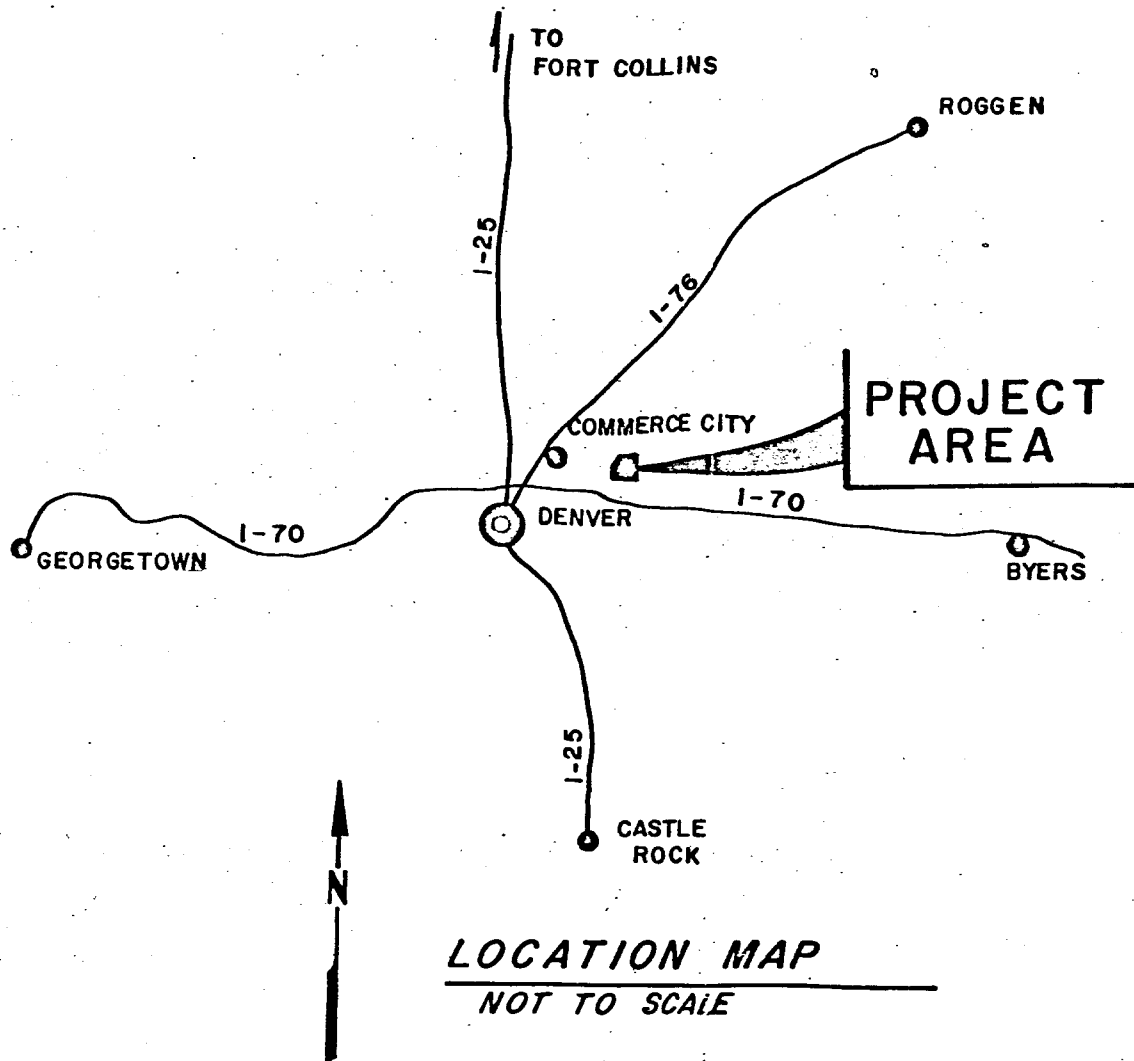 TO
FORT COLLINS
ROGGEN
I-25
I-76
PROJECT
AREA
COMMERCE CITY
I-70
DENVER
I-70
GEORGETOWN
BYERS
I-25
CASTLE
ROCK
N
LOCATION MAP
NOT TO SCALE